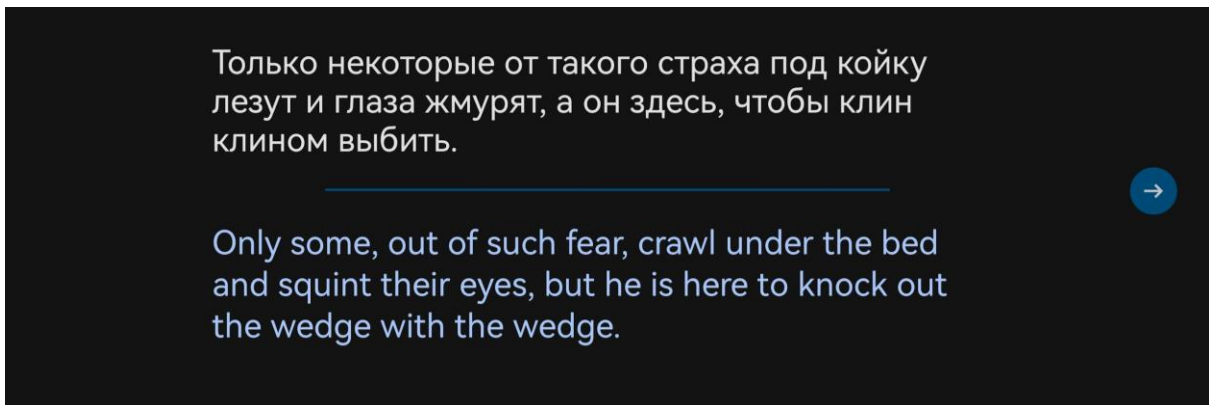 Только некоторые от такого страха под койку
лезут и глаза жмурят, а он здесь, чтобы клин
клином выбить.
Only some, out of such fear, crawl under the bed
and squint their eyes, but he is here to knock out
the wedge with the wedge.